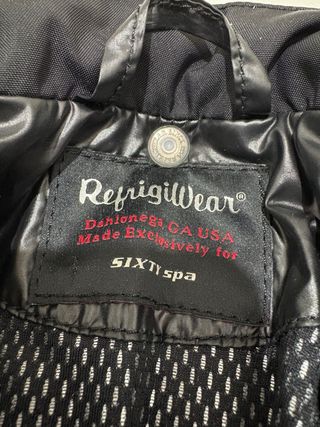 RefrigiWear®
Dahlonega GA USA
Made Exclusively for
SIXTY spa